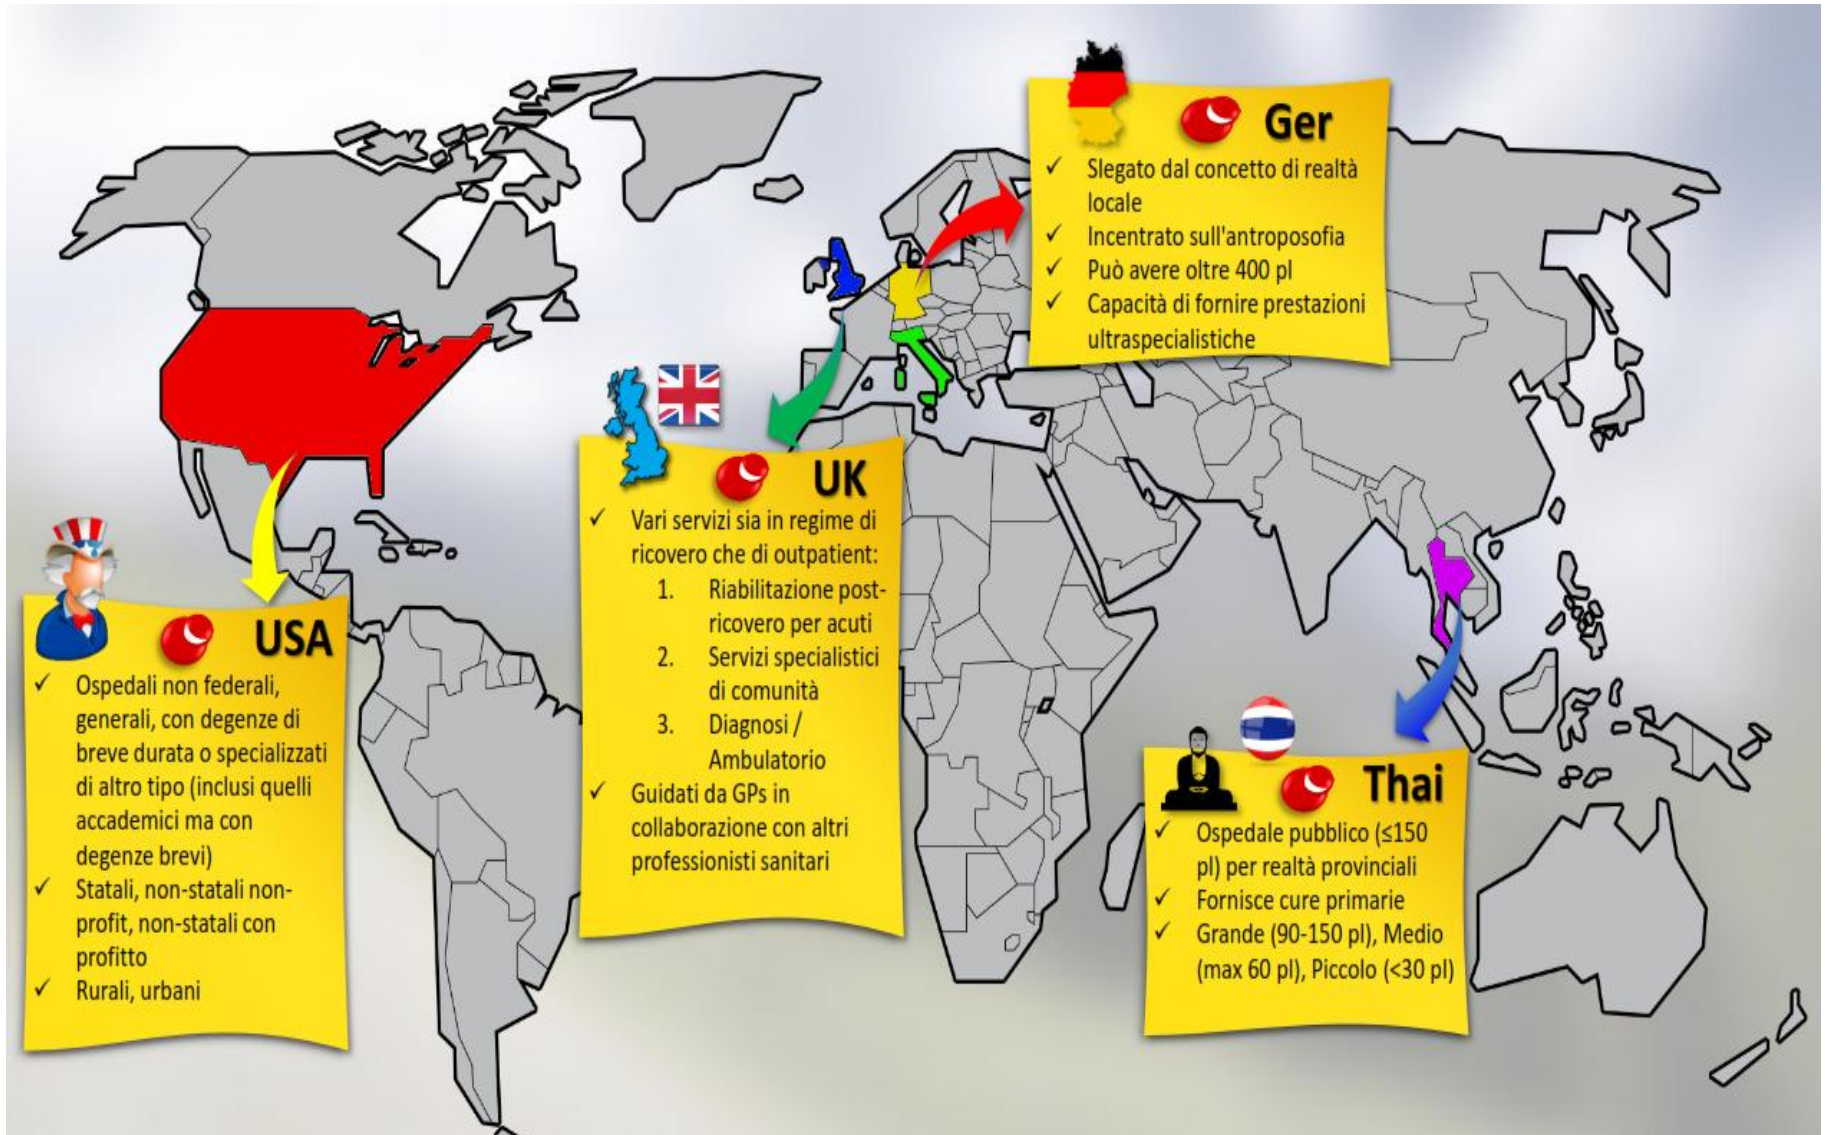 Ger
✓ Slegato dal concetto di realtà
locale
✓ Incentrato sull'antroposofia
✓ Può avere oltre 400 pl
✓ Capacità di fornire prestazioni
ultraspecialistiche
UK
✓ Vari servizi sia in regime di
ricovero che di outpatient:
1. Riabilitazione post-
ricovero per acuti
2. Servizi specialistici
di comunità
3. Diagnosi /
Ambulatorio
✓ Guidati da GPs in
collaborazione con altri
professionisti sanitari
USA
✓ Ospedali non federali,
generali, con degenze di
breve durata o specializzati
di altro tipo (inclusi quelli
accademici ma con
degenze brevi)
✓ Statali, non-statali non-
profit, non-statali con
profitto
✓ Rurali, urbani
Thai
✓ Ospedale pubblico (≤150
pl) per realtà provinciali
✓ Fornisce cure primarie
✓ Grande (90-150 pl), Medio
(max 60 pl), Piccolo (<30 pl)